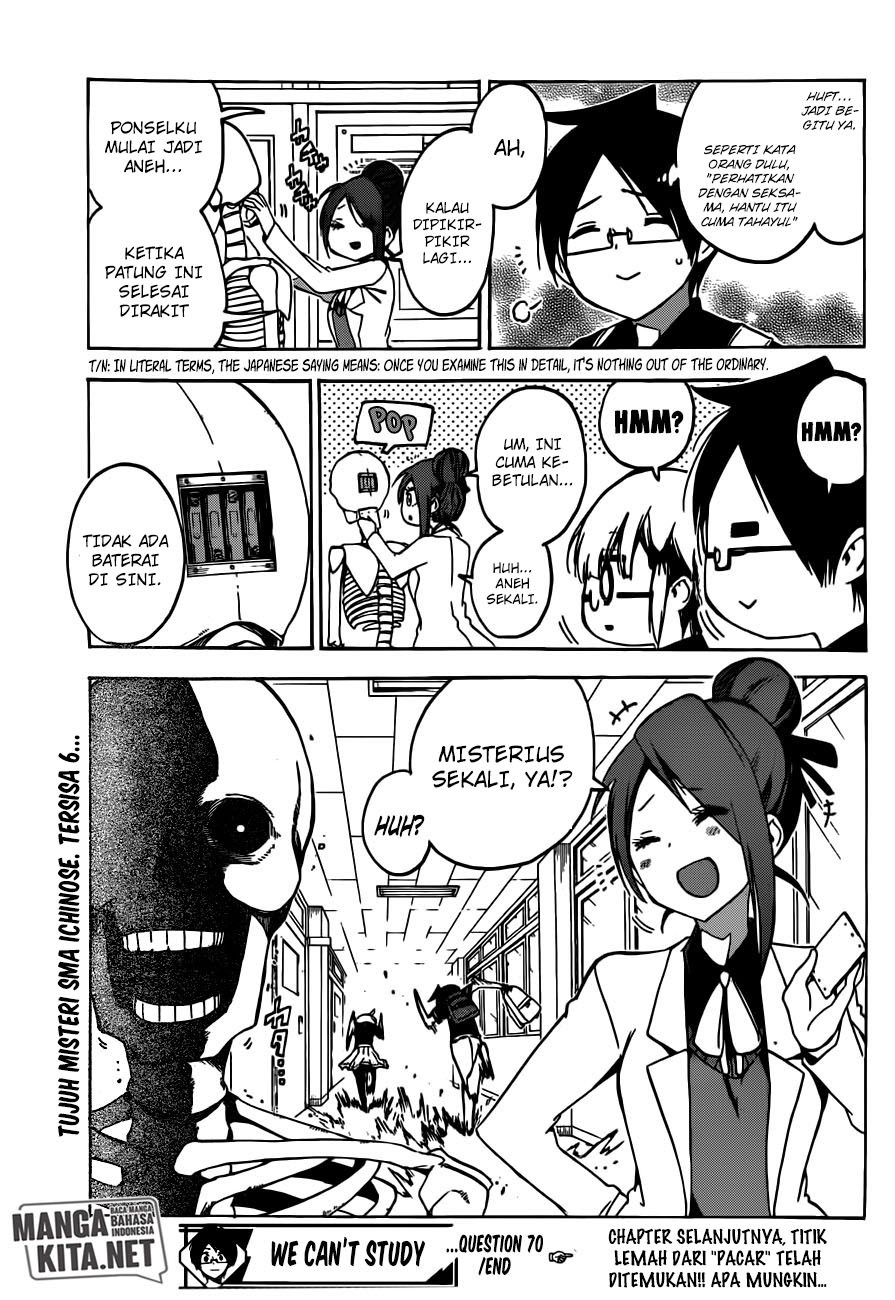 HUFT...
JADI BE-
GITU YA.
SEPERTI KATA
ORANG DULU,
"PERHATIKAN
DENGAN SEKSA-
MA, HANTU ITU
CUMA TAHAYUL"
AH,
KALAU
DIPIKIR-
PIKIR
LAGI...
PONSELKU
MULAI JADI
ANEH...
KETIKA
PATUNG INI
SELESAI
DIRAKIT
T/N: IN LITERAL TERMS, THE JAPANESE SAYING MEANS: ONCE YOU EXAMINE THIS IN DETAIL, IT'S NOTHING OUT OF THE ORDINARY.
HMM?
HMM?
UM, INI
CUMA KE-
BETULAN...
HUH...
ANEH
SEKALI.
POP
TIDAK ADA
BATERAI
DI SINI.
MISTERIUS
SEKALI, YA!?
HUH?
TUJUH MISTERI SMA ICHINOSE. TERSISA 6...
MANGA
KITA.NET
BACA MANGA
BAHASA
INDONESIA
WE CAN'T STUDY
...QUESTION 70
/END
CHAPTER SELANJUTNYA, TITIK
LEMAH DARI "PACAR" TELAH
DITEMUKAN!! APA MUNGKIN...